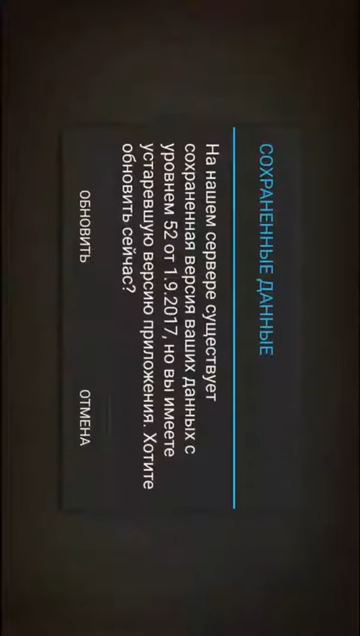 СОХРАНЕННЫЕ ДАННЫЕ
На нашем сервере существует
сохраненная версия ваших данных с
уровнем 52 от 1.9.2017, но вы имеете
устаревшую версию приложения. Хотите
обновить сейчас?
ОБНОВИТЬ
ОТМЕНА